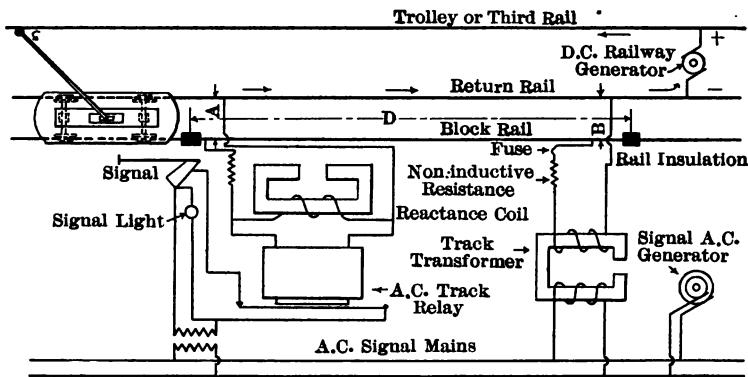 Trolley or Third Rail
+
D.C. Railway
Generator
Return Rail
−
A
D
Block Rail
B
Fuse
Rail Insulation
Signal
Non-inductive
Resistance
Signal Light
Reactance Coil
Track
Transformer
Signal A.C.
Generator
A.C. Track
Relay
A.C. Signal Mains